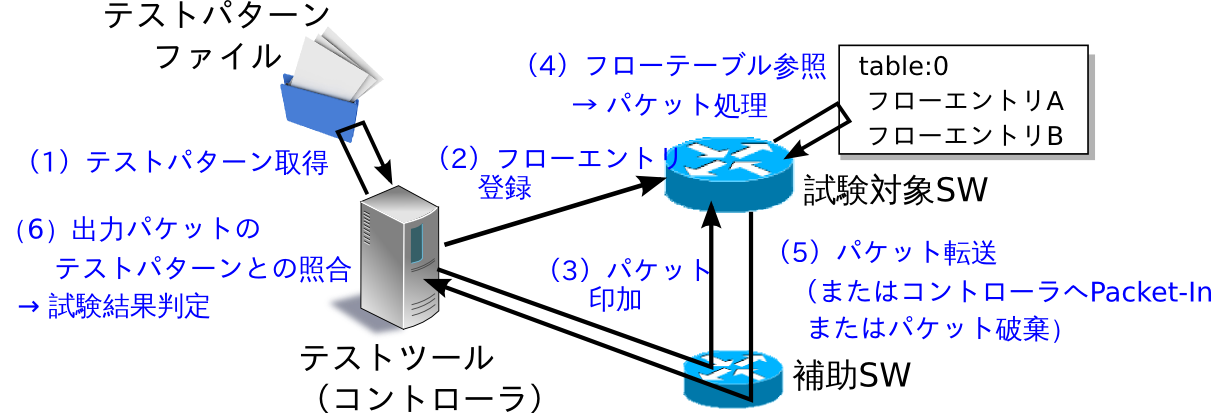 テストパターン
ファイル
（1）テストパターン取得
（2）フローエントリ
登録
（3）パケット
印加
（4）フローテーブル参照
→ パケット処理
table:0
フローエントリA
フローエントリB
試験対象SW
（5）パケット転送
（またはコントローラへPacket-In
またはパケット破棄）
（6）出力パケットの
テストパターンとの照合
→ 試験結果判定
テストツール
（コントローラ）
補助SW